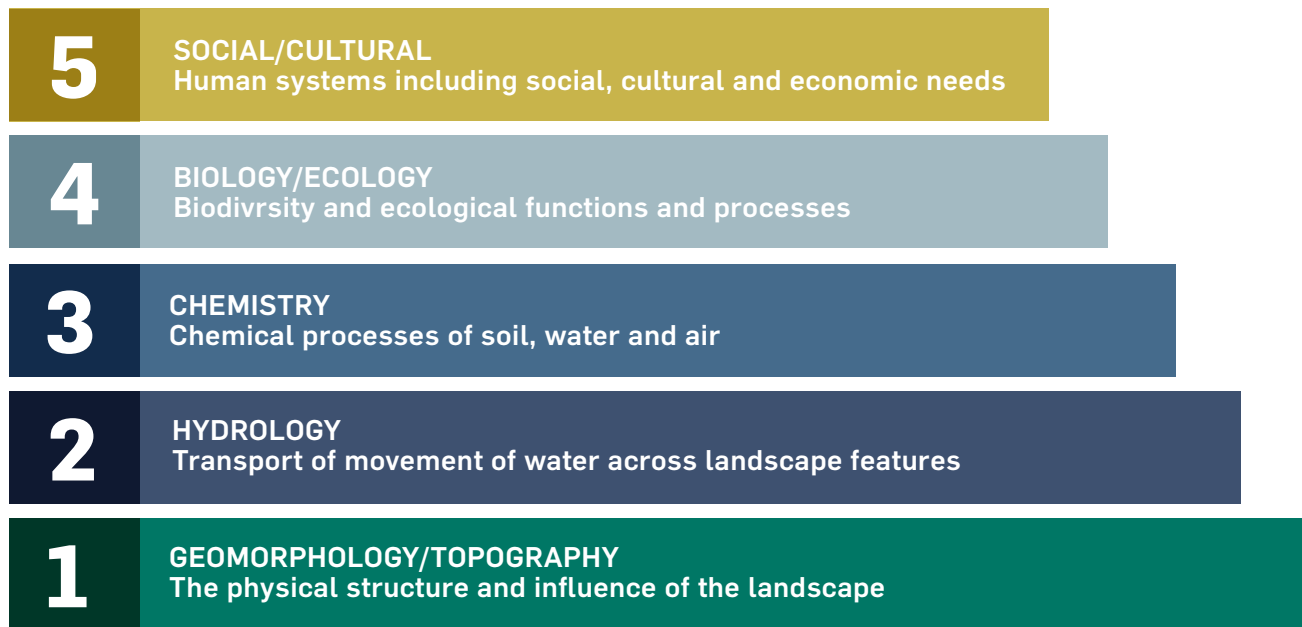 5
SOCIAL/CULTURAL
Human systems including social, cultural and economic needs
4
BIOLOGY/ECOLOGY
Biodivrsity and ecological functions and processes
3
CHEMISTRY
Chemical processes of soil, water and air
2
HYDROLOGY
Transport of movement of water across landscape features
1
GEOMORPHOLOGY/TOPOGRAPHY
The physical structure and influence of the landscape